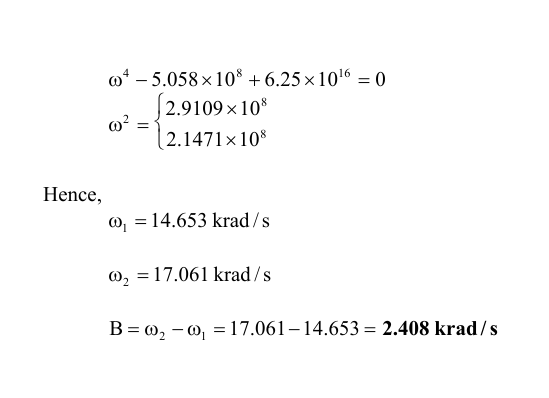 ω⁴ − 5.058×10⁸ + 6.25×10¹⁶ = 0
ω² = { 2.9109×10⁸
2.1471×10⁸
Hence,
ω₁ = 14.653 krad / s
ω₂ = 17.061 krad / s
B = ω₂ − ω₁ = 17.061−14.653 = 2.408 krad / s